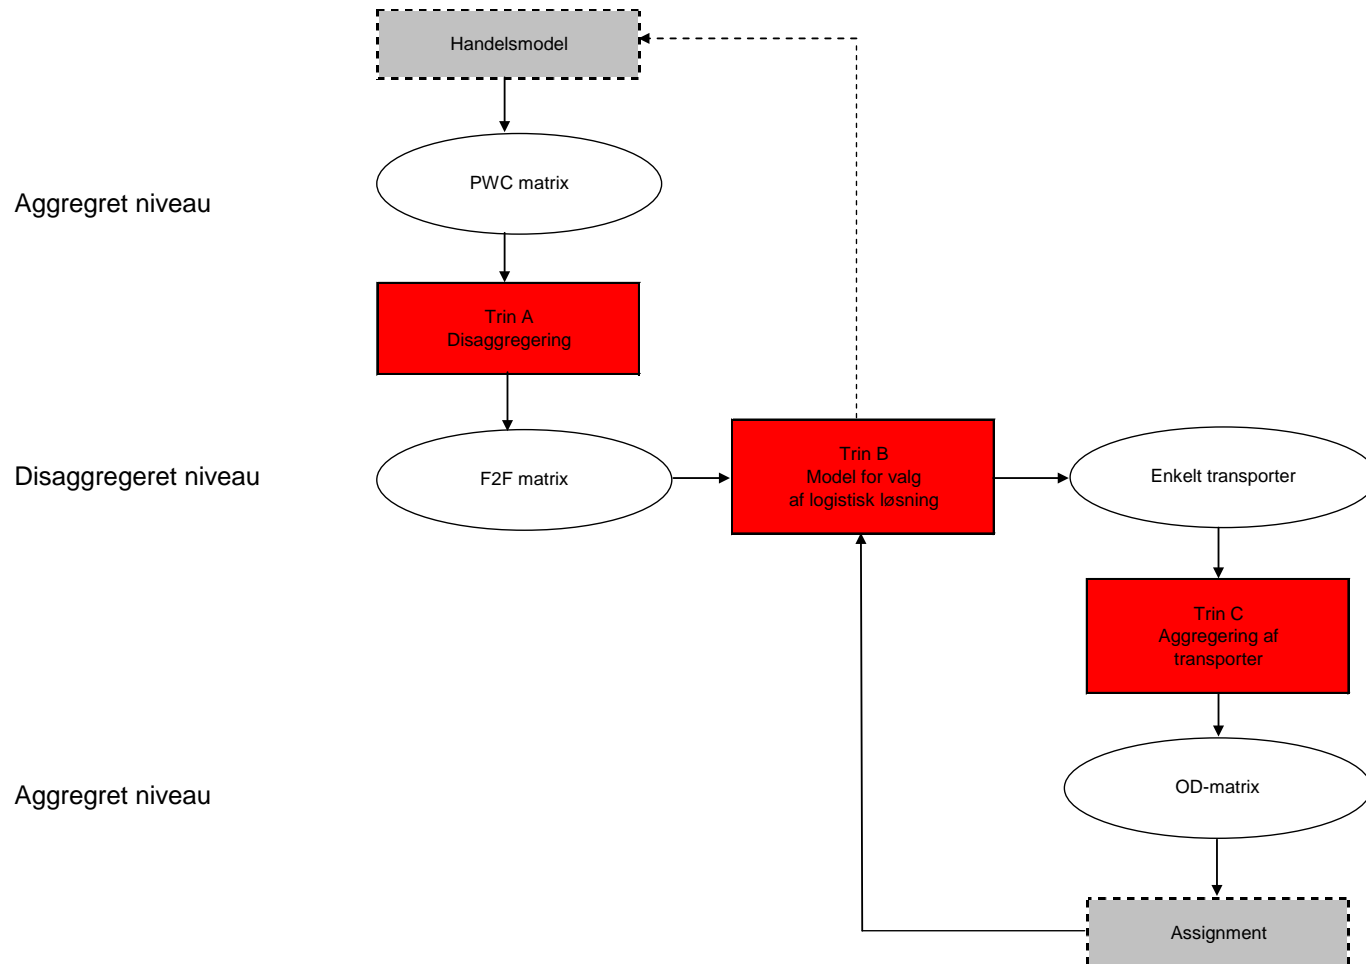 Handelsmodel
PWC matrix
Aggregret niveau
Trin A
Disaggregering
Disaggregeret niveau
F2F matrix
Trin B
Model for valg
af logistisk løsning
Enkelt transporter
Trin C
Aggregering af
transporter
Aggregret niveau
OD-matrix
Assignment